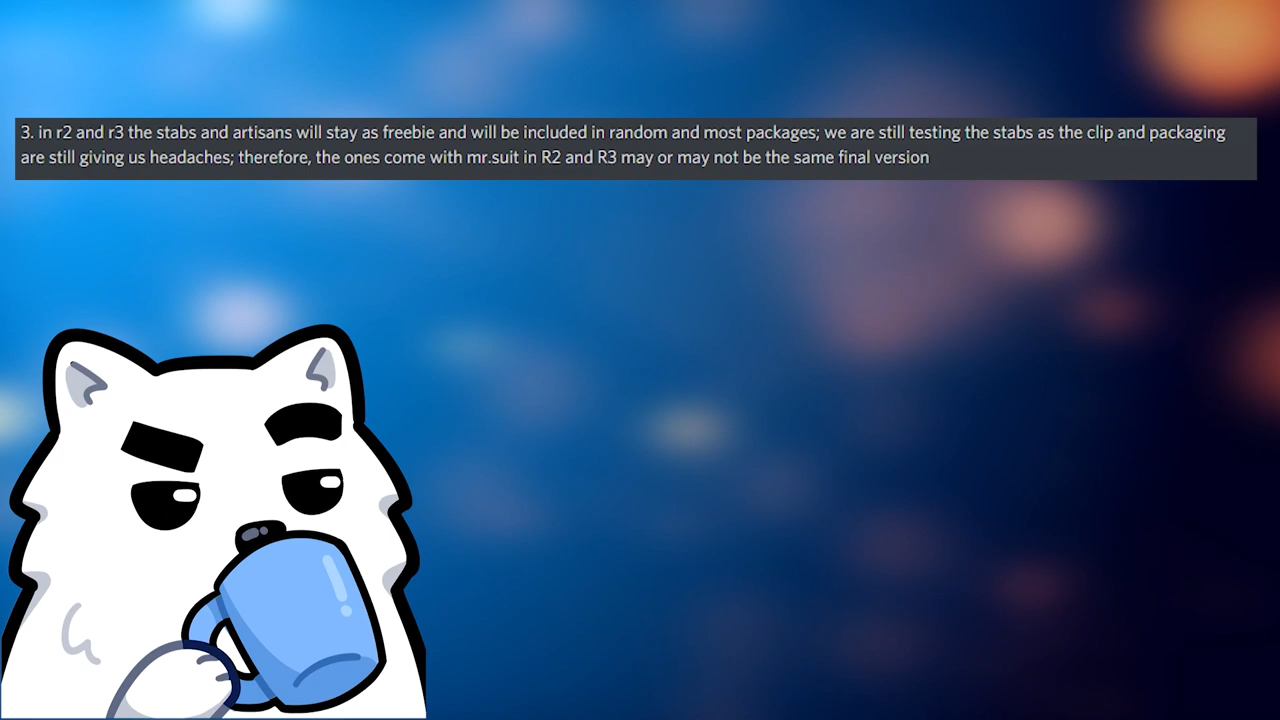 3. in r2 and r3 the stabs and artisans will stay as freebie and will be included in random and most packages; we are still testing the stabs as the clip and packaging
are still giving us headaches; therefore, the ones come with mr.suit in R2 and R3 may or may not be the same final version